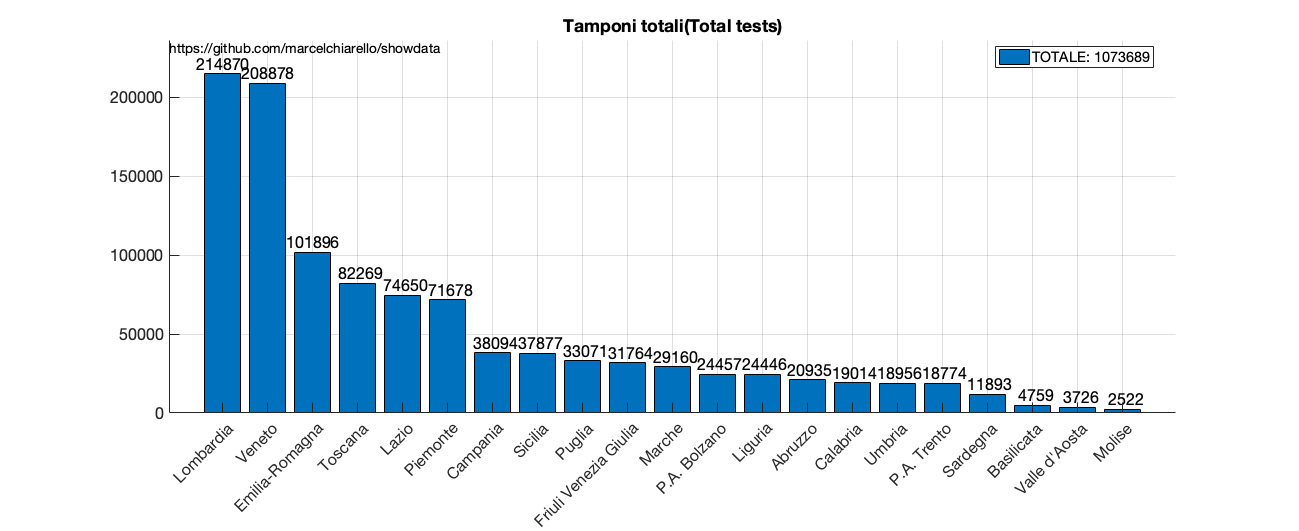 Tamponi totali(Total tests)
https://github.com/marcelchiarello/showdata
TOTALE: 1073689
214870
208878
101896
82269
74650
71678
38094
37877
33071
31764
29160
24457
24446
20935
19014
18956
18774
11893
4759
3726
2522
200000
150000
100000
50000
0
Lombardia
Veneto
Emilia-Romagna
Toscana
Lazio
Piemonte
Campania
Sicilia
Puglia
Friuli Venezia Giulia
Marche
P.A. Bolzano
Liguria
Abruzzo
Calabria
Umbria
P.A. Trento
Sardegna
Basilicata
Valle d'Aosta
Molise